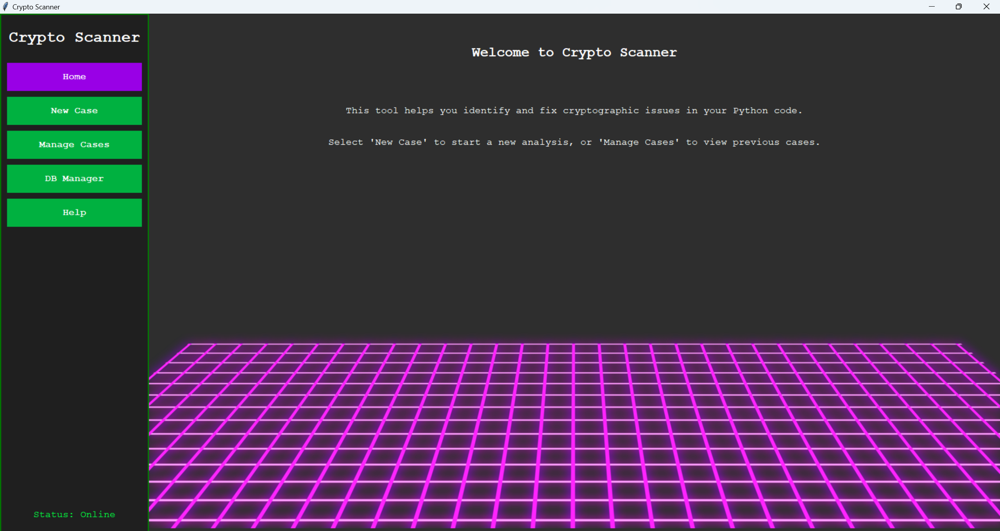 Crypto Scanner
Crypto Scanner
Home
New Case
Manage Cases
DB Manager
Help
Status: Online
Welcome to Crypto Scanner
This tool helps you identify and fix cryptographic issues in your Python code.
Select 'New Case' to start a new analysis, or 'Manage Cases' to view previous cases.